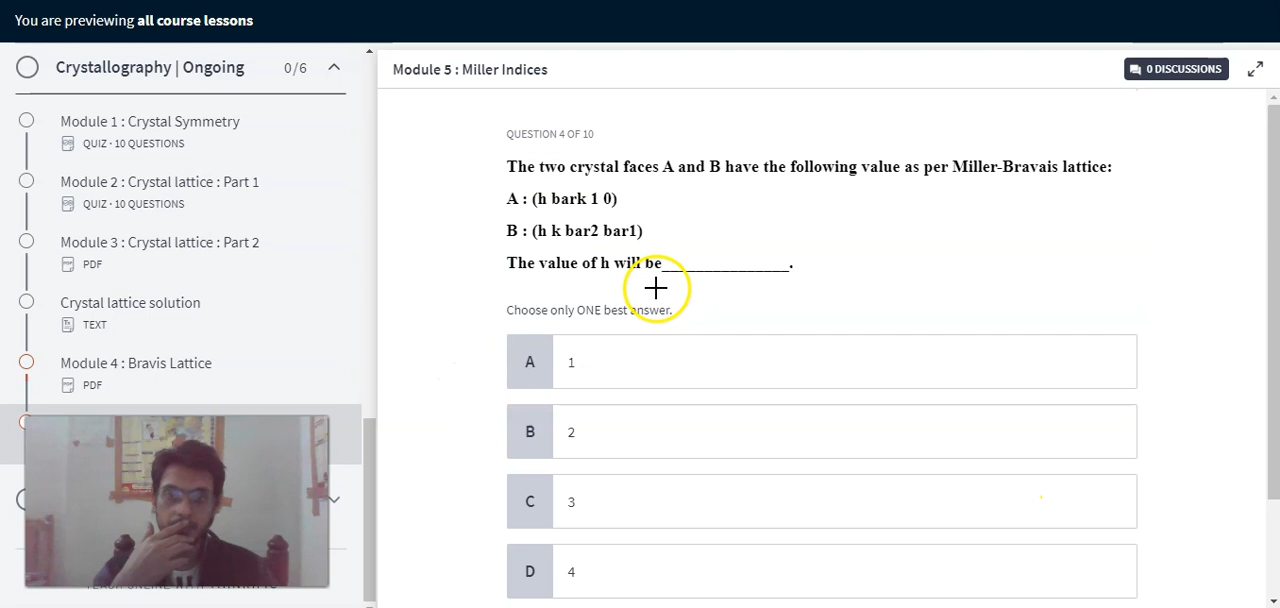 You are previewing all course lessons
Crystallography | Ongoing 0/6
Module 1 : Crystal Symmetry
QUIZ · 10 QUESTIONS
Module 2 : Crystal lattice : Part 1
QUIZ · 10 QUESTIONS
Module 3 : Crystal lattice : Part 2
PDF
Crystal lattice solution
TEXT
Module 4 : Bravis Lattice
PDF
Module 5 : Miller Indices
0 DISCUSSIONS
QUESTION 4 OF 10
The two crystal faces A and B have the following value as per Miller-Bravais lattice:
A : (h bark 1 0)
B : (h k bar2 bar1)
The value of h will be_______________.
Choose only ONE best answer.
A 1
B 2
C 3
D 4